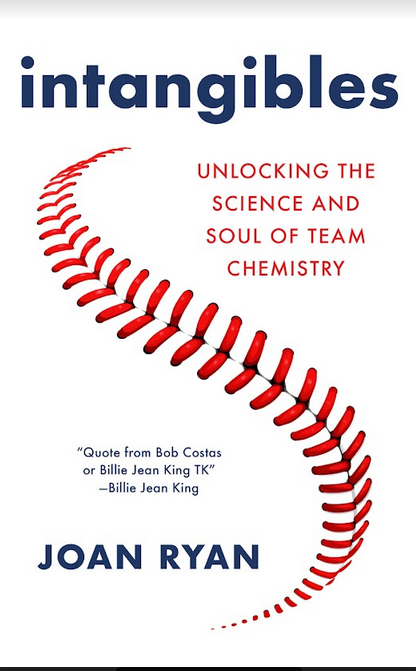 intangibles
UNLOCKING THE
SCIENCE AND
SOUL OF TEAM
CHEMISTRY
“Quote from Bob Costas
or Billie Jean King TK”
—Billie Jean King
JOAN RYAN